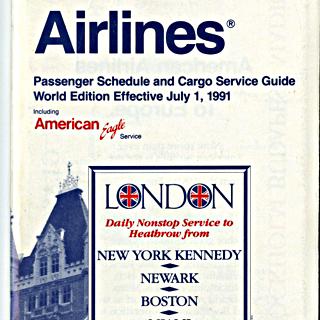 Airlines®
Passenger Schedule and Cargo Service Guide
World Edition Effective July 1, 1991
Including
American Eagle Service
LONDON
Daily Nonstop Service to
Heathrow from
NEW YORK KENNEDY
NEWARK
BOSTON